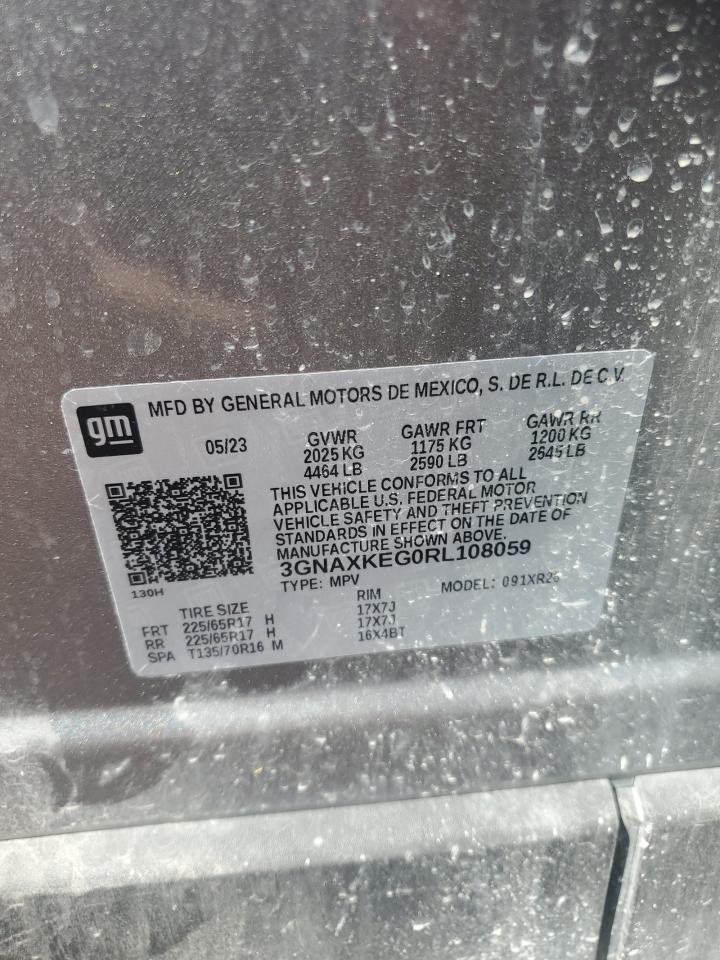 gm
MFD BY GENERAL MOTORS DE MEXICO, S. DE R.L. DE C.V.
05/23
GVWR
2025 KG
4464 LB
GAWR FRT
1175 KG
2590 LB
GAWR RR
1200 KG
2645 LB
THIS VEHICLE CONFORMS TO ALL
APPLICABLE U.S. FEDERAL MOTOR
VEHICLE SAFETY AND THEFT PREVENTION
STANDARDS IN EFFECT ON THE DATE OF
MANUFACTURE SHOWN ABOVE.
3GNAXKEG0RL108059
130H
TYPE: MPV
MODEL:
TIRE SIZE RIM
FRT 225/65R17 H 17X7J
RR 225/65R17 H 17X7J
SPA T135/70R16 M 16X4BT